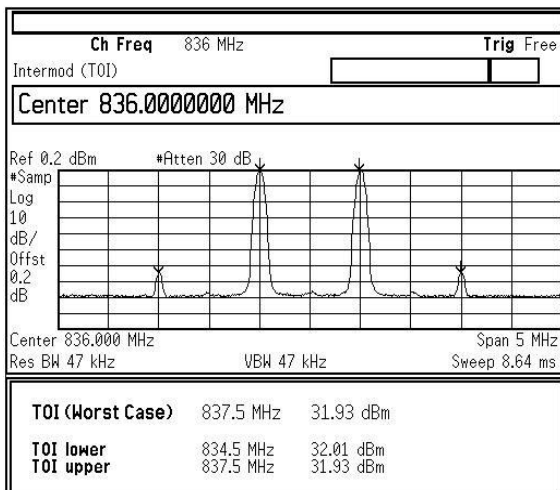 Ch Freq 836 MHz Trig Free
Intermod (TOI)
Center 836.0000000 MHz
Ref 0.2 dBm #Atten 30 dB
#Samp
Log
10
dB/
Offst
0.2
dB
Center 836.000 MHz Span 5 MHz
Res BW 47 kHz VBW 47 kHz Sweep 8.64 ms
TOI (Worst Case) 837.5 MHz 31.93 dBm
TOI lower 834.5 MHz 32.01 dBm
TOI upper 837.5 MHz 31.93 dBm